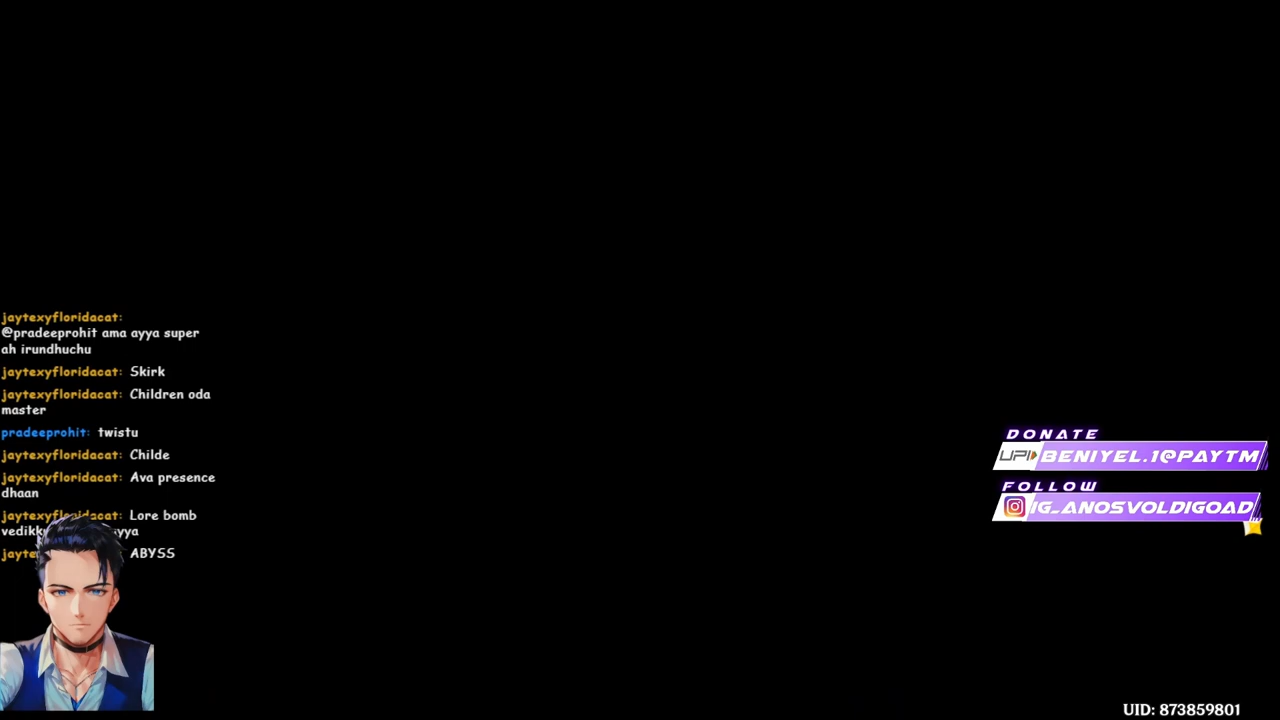 jaytexyfloridacat:
@pradeeprohit ama ayya super
ah irundhuchu
jaytexyfloridacat: Skirk
jaytexyfloridacat: Children oda
master
pradeeprohit: twistu
jaytexyfloridacat: Childe
jaytexyfloridacat: Ava presence
dhaan
jaytexyfloridacat: Lore bomb
ABYSS
DONATE
UPI BENIYEL.1@PAYTM
FOLLOW
IG_ANOSVOLDIGOAD
UID: 873859801